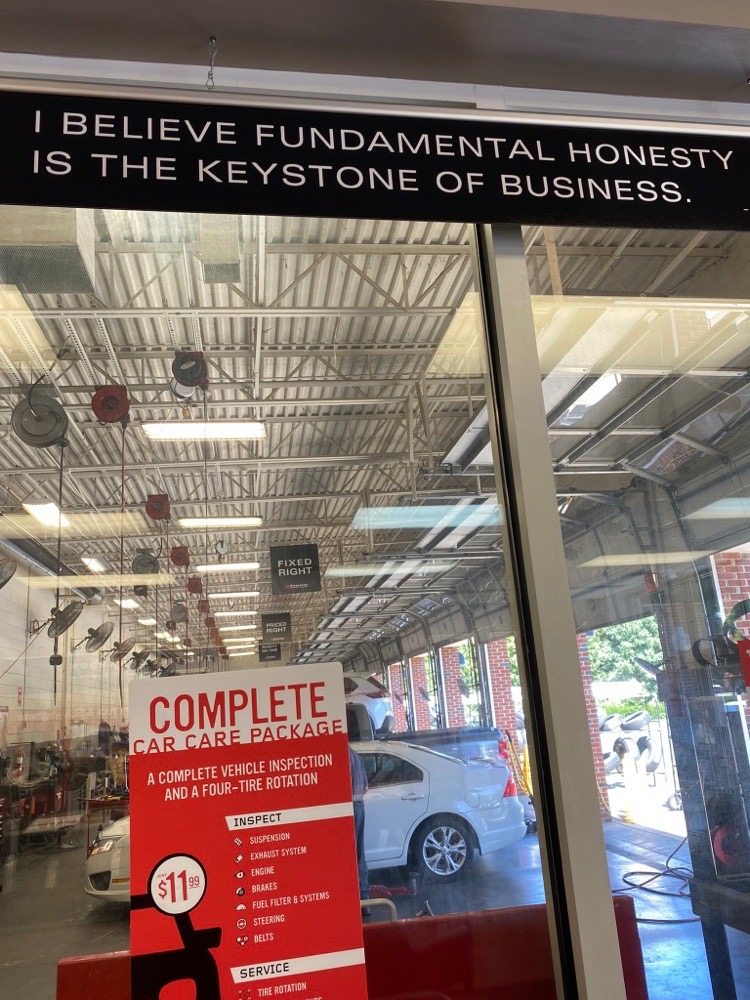 I BELIEVE FUNDAMENTAL HONESTY
IS THE KEYSTONE OF BUSINESS.
FIXED
RIGHT
PRICED
RIGHT
COMPLETE
CAR CARE PACKAGE
A COMPLETE VEHICLE INSPECTION
AND A FOUR-TIRE ROTATION
INSPECT
SUSPENSION
EXHAUST SYSTEM
ENGINE
BRAKES
FUEL FILTER & SYSTEMS
STEERING
BELTS
$11.99
SERVICE
TIRE ROTATION